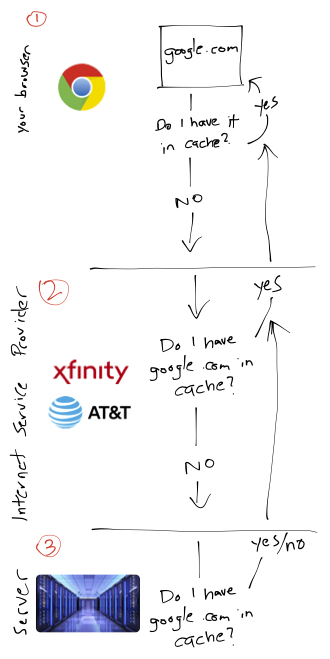 1
your browser
google.com
yes
Do I have it
in cache?
NO
2
Internet Service Provider
yes
Do I have
google.com in
cache?
xfinity
AT&T
NO
3
Server
yes/no
Do I have
google.com in
cache?